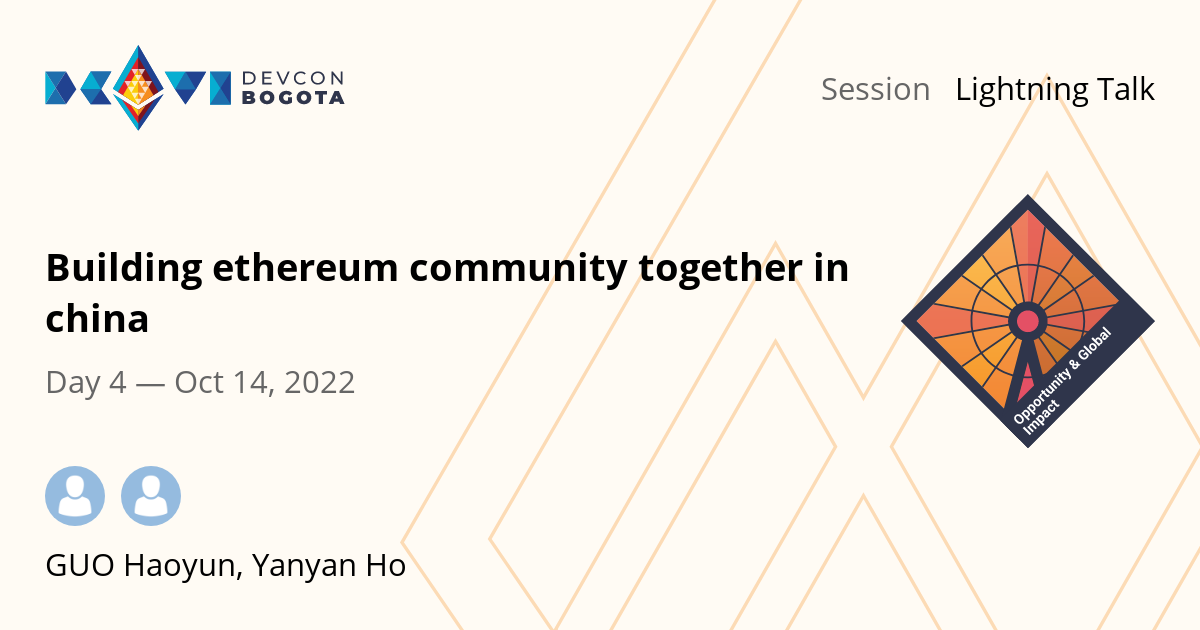 DEVCON
BOGOTA
Session Lightning Talk
Building ethereum community together in
china
Day 4 — Oct 14, 2022
Opportunity & Global
Impact
GUO Haoyun, Yanyan Ho